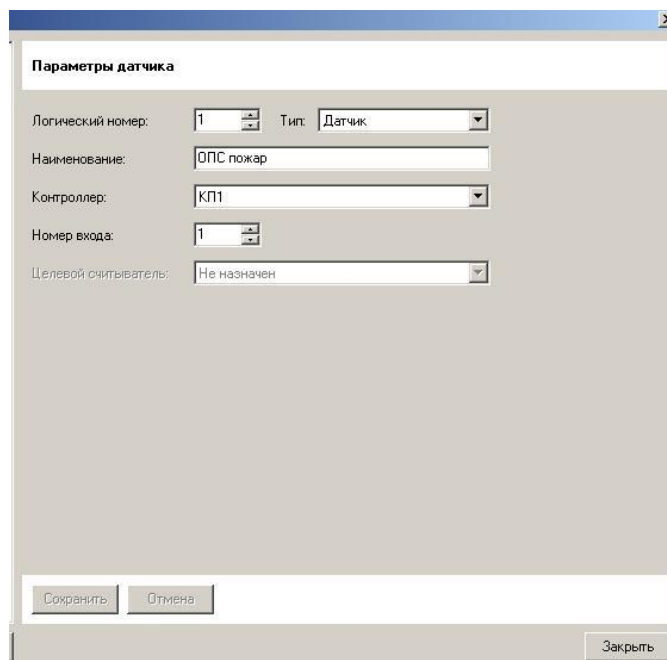 Параметры датчика
Логический номер: 1 Тип: Датчик
Наименование: ОПС пожар
Контроллер: КП1
Номер входа: 1
Целевой считыватель: Не назначен
Сохранить Отмена
Закрыть